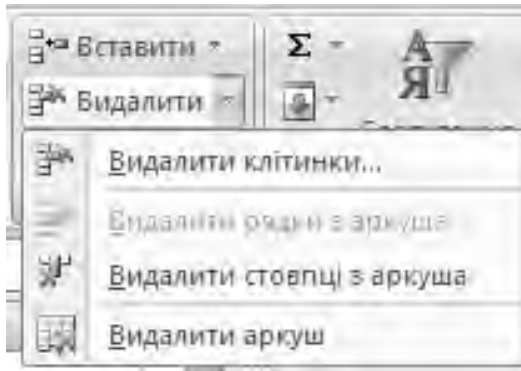 Вставити
Σ
А
Я
Видалити
Видалити клітинки...
Видалити рядки з аркуша
Видалити стовпці з аркуша
Видалити аркуш